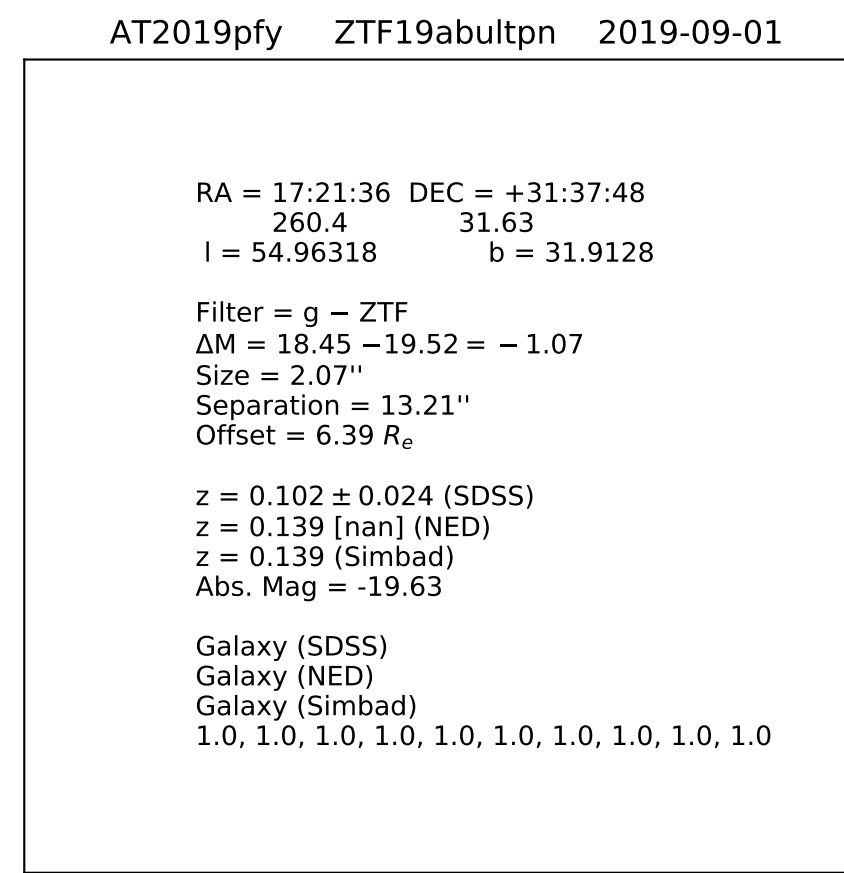 AT2019pfy ZTF19abultpn 2019-09-01
RA = 17:21:36 DEC = +31:37:48
260.4 31.63
l = 54.96318 b = 31.9128
Filter = g − ZTF
ΔM = 18.45 −19.52 = − 1.07
Size = 2.07''
Separation = 13.21''
Offset = 6.39 Rₑ
z = 0.102 ± 0.024 (SDSS)
z = 0.139 [nan] (NED)
z = 0.139 (Simbad)
Abs. Mag = -19.63
Galaxy (SDSS)
Galaxy (NED)
Galaxy (Simbad)
1.0, 1.0, 1.0, 1.0, 1.0, 1.0, 1.0, 1.0, 1.0, 1.0